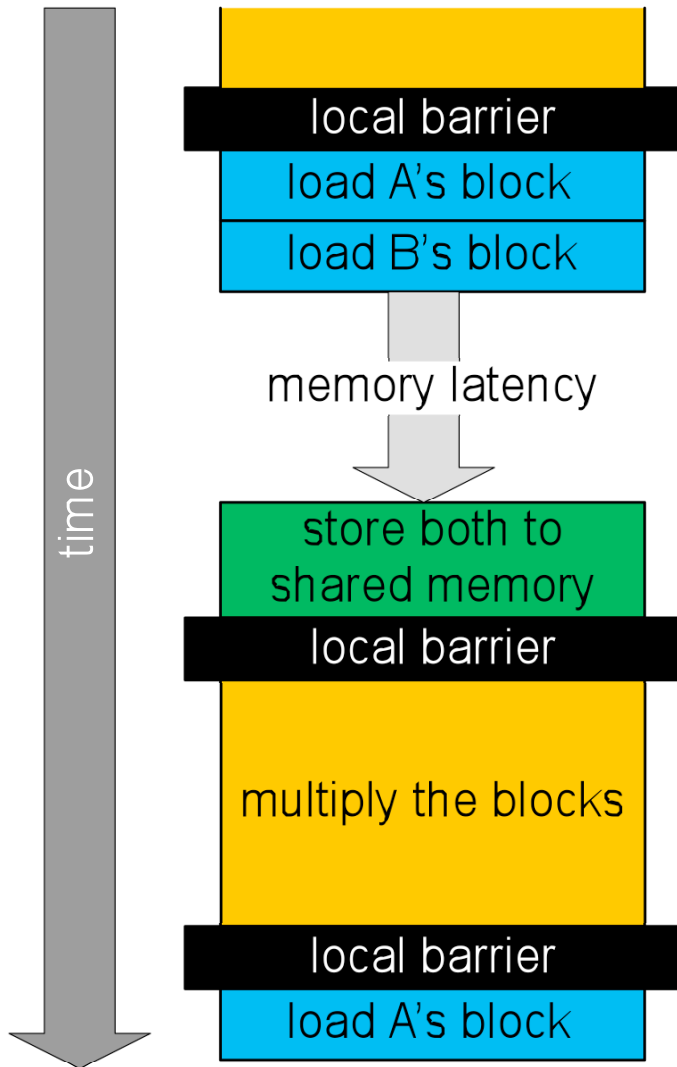 local barrier
load A's block
load B's block
memory latency
time
store both to
shared memory
local barrier
multiply the blocks
local barrier
load A's block